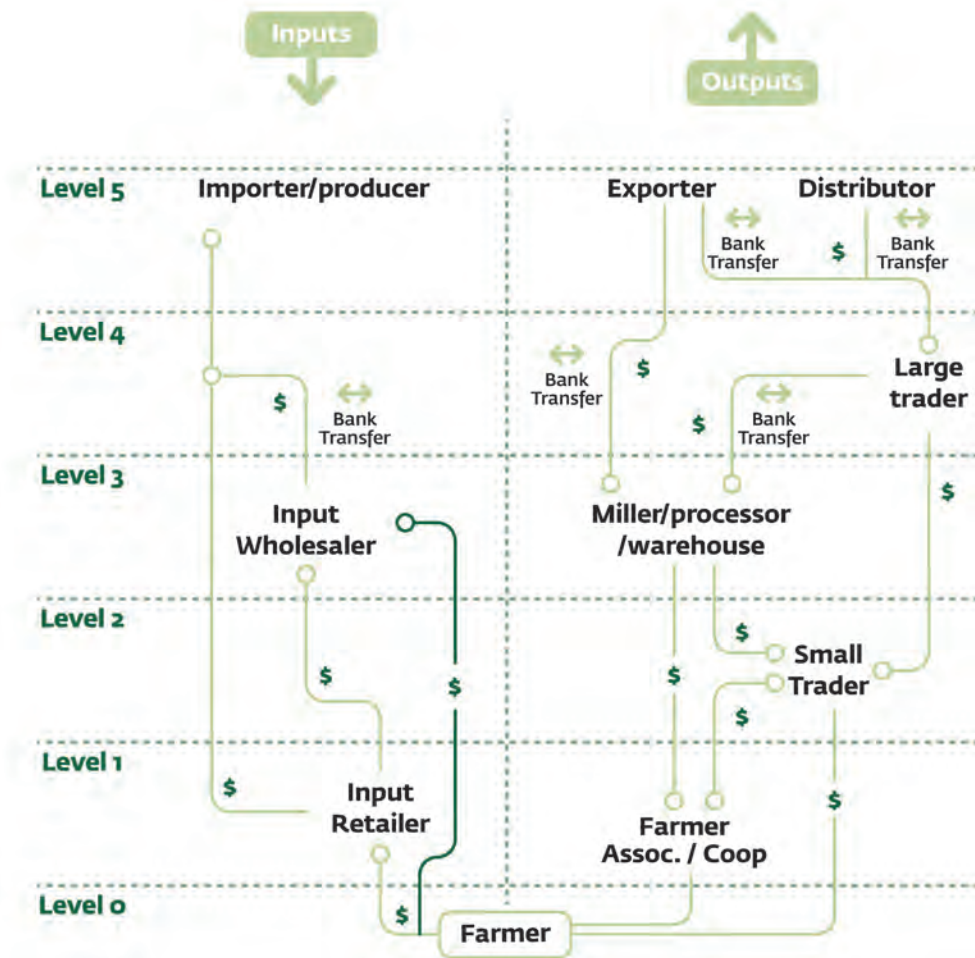 Inputs
Outputs
Level 5
Importer/producer
Exporter
Distributor
Bank
Transfer
$
Bank
Transfer
Level 4
$
Bank
Transfer
Bank
Transfer
$
$
Bank
Transfer
Large
trader
Level 3
Input
Wholesaler
Miller/processor
/warehouse
$
Level 2
$
$
$
$
$
Small
Trader
Level 1
$
Input
Retailer
Farmer
Assoc. / Coop
$
Level 0
$
Farmer